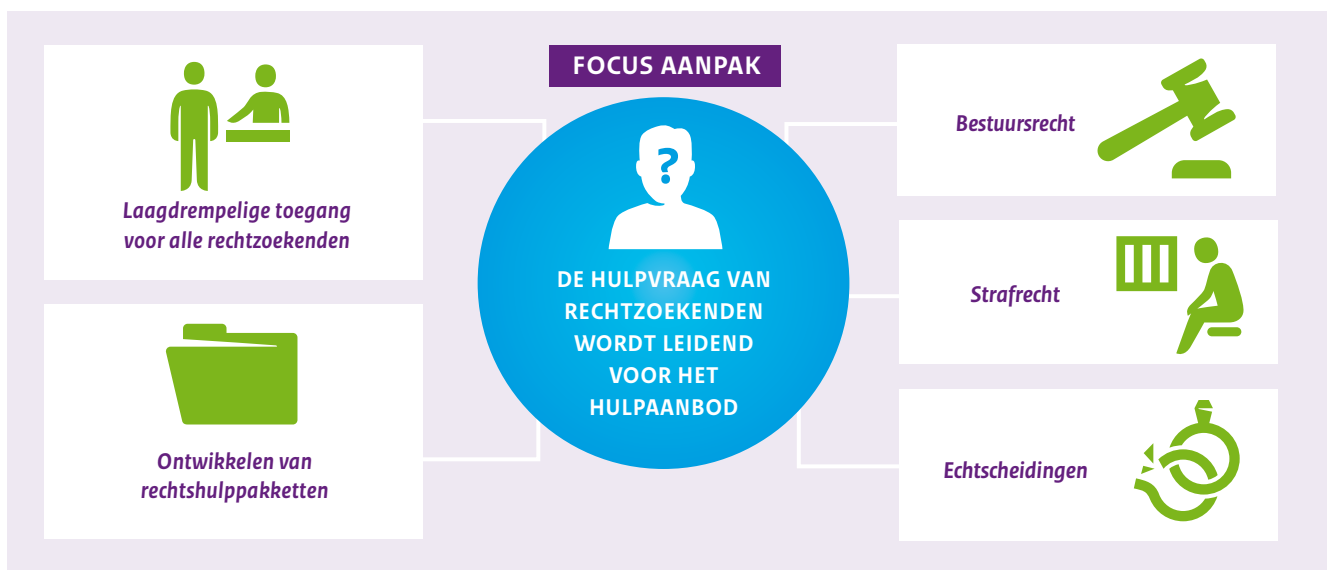 FOCUS AANPAK
Laagdrempelige toegang
voor alle rechtzoekenden
Ontwikkelen van
rechtshulppakketten
?
DE HULPVRAAG VAN
RECHTZOEKENDEN
WORDT LEIDEND
VOOR HET
HULPAANBOD
Bestuursrecht
Strafrecht
Echtscheidingen